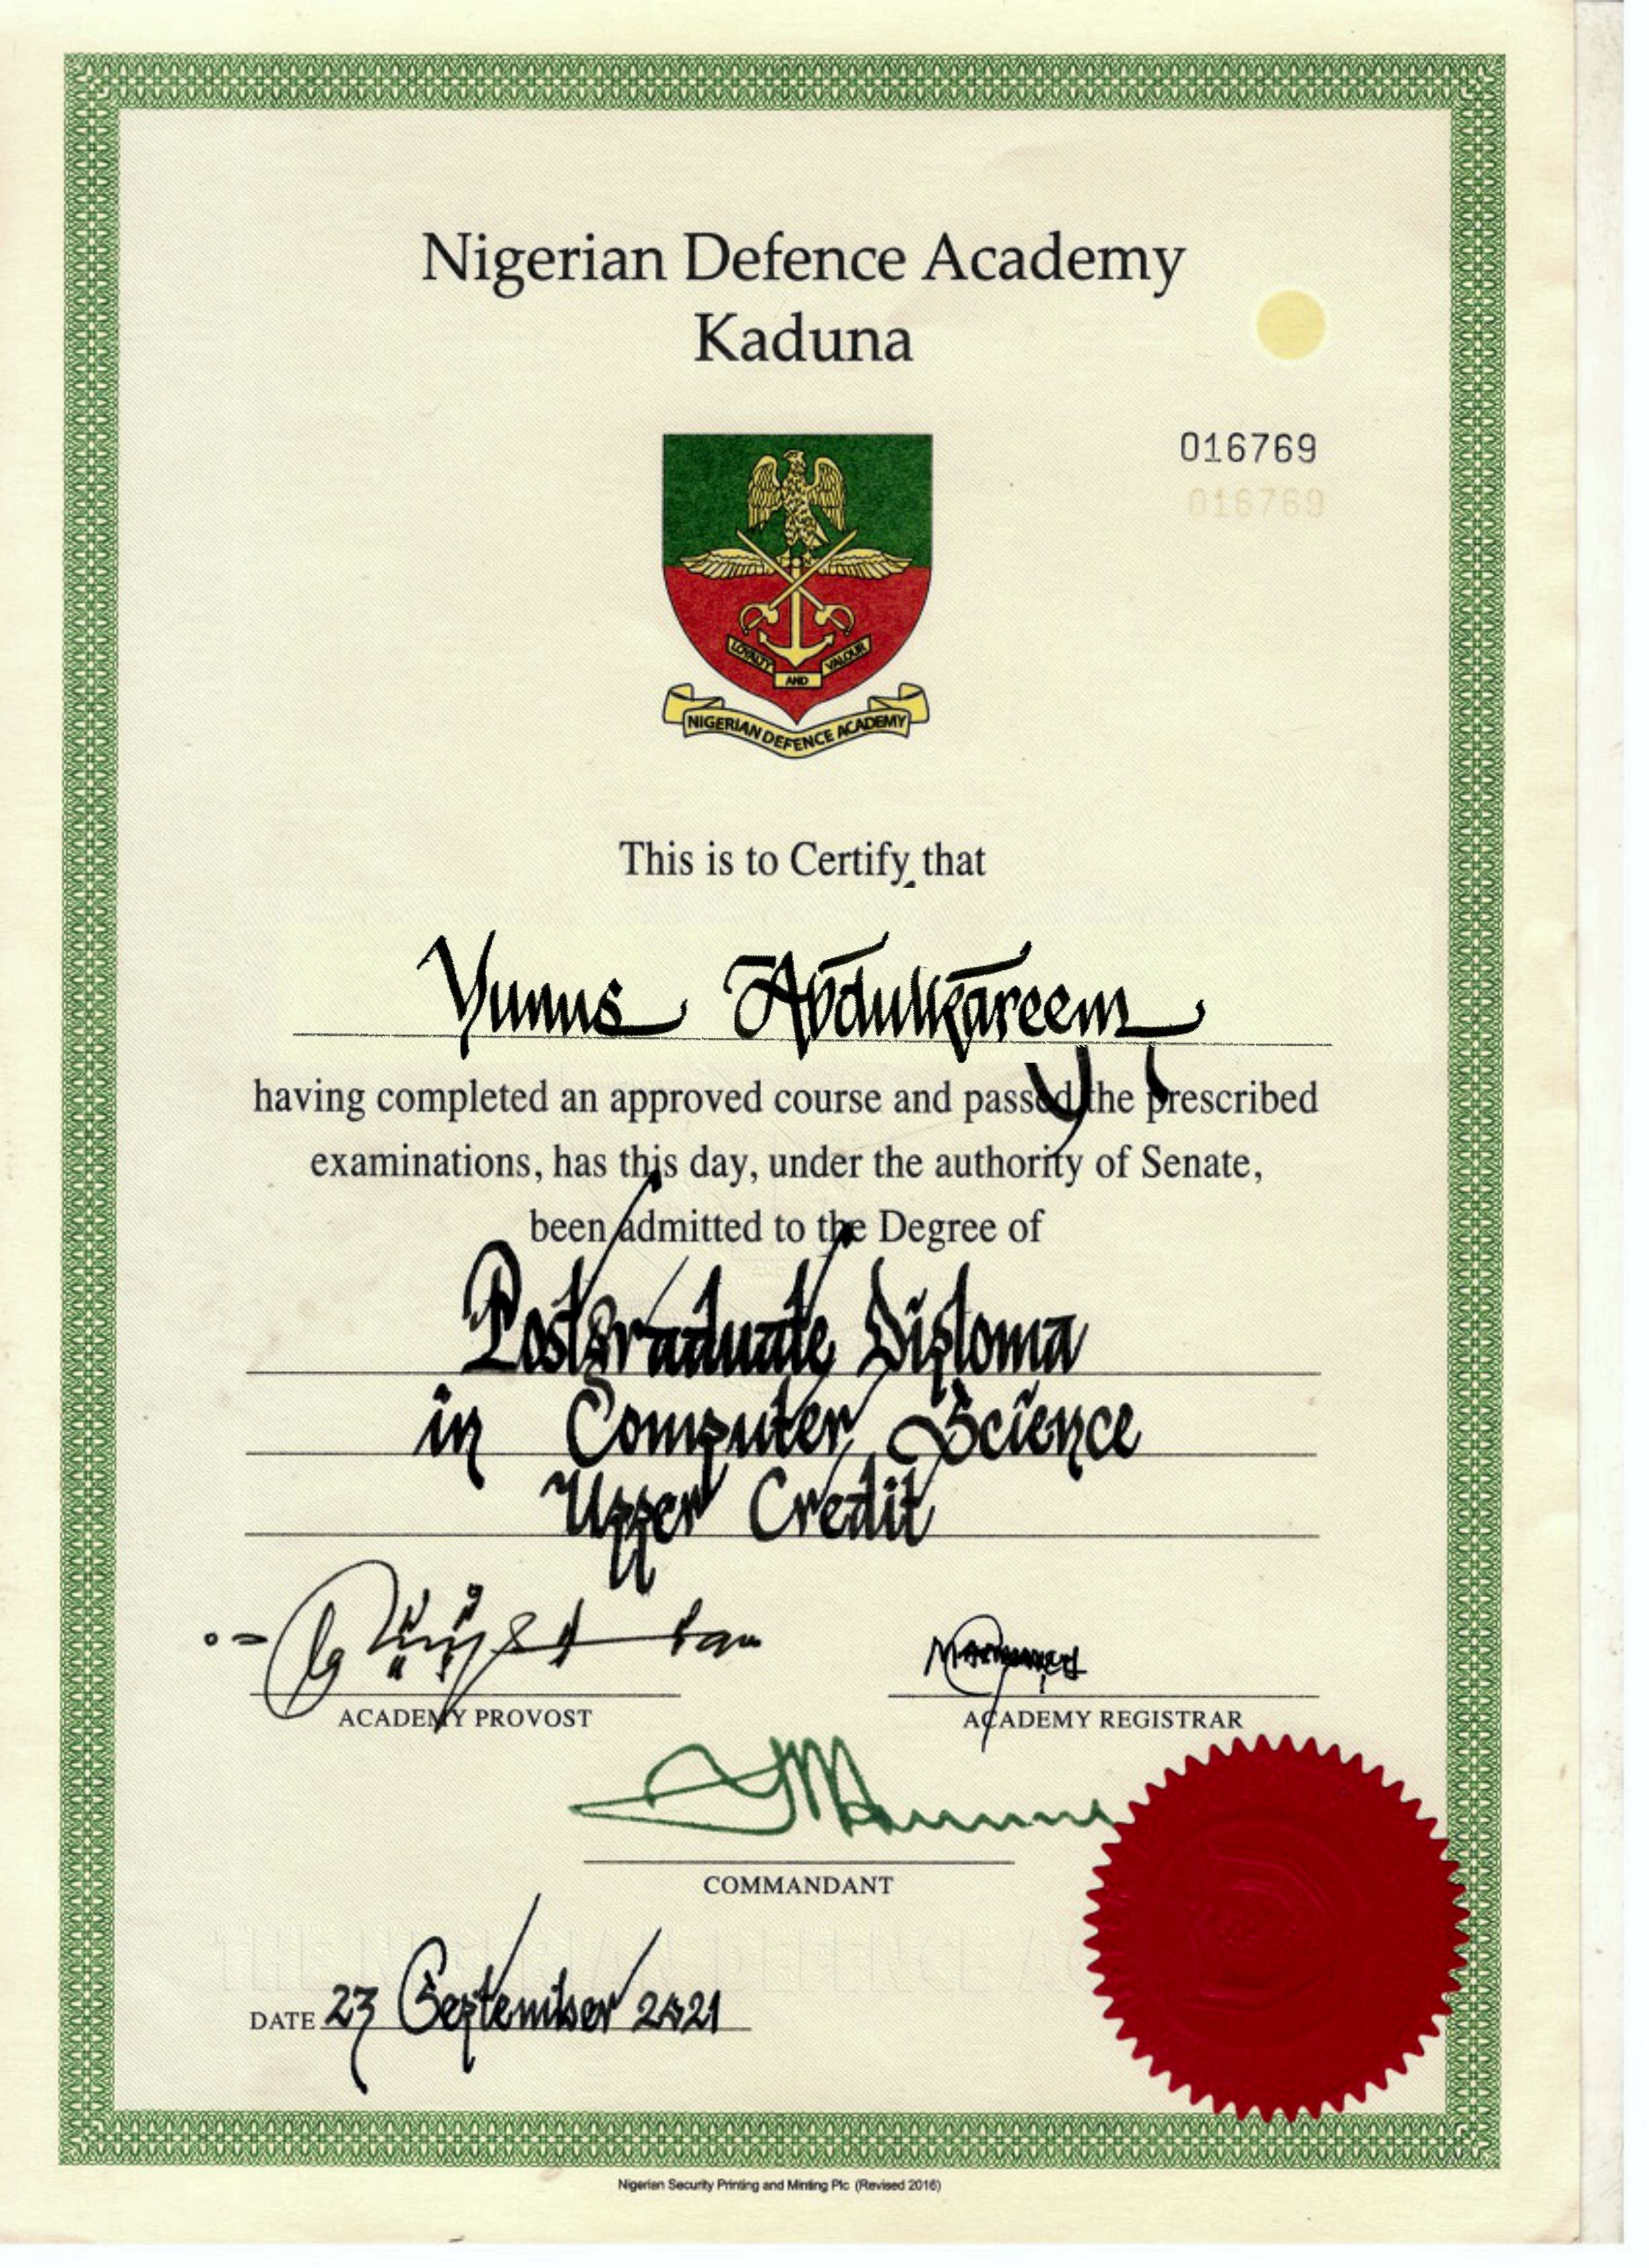 Nigerian Defence Academy
Kaduna
016769
016769
LOYALTY AND VALOUR
NIGERIAN DEFENCE ACADEMY
This is to Certify that
Yunus Abdulkareem
having completed an approved course and passed the prescribed
examinations, has this day, under the authority of Senate,
been admitted to the Degree of
Postgraduate Diploma
in Computer Science
Upper Credit
ACADEMY PROVOST
ACADEMY REGISTRAR
COMMANDANT
THE NIGERIAN DEFENCE
DATE 23 September 2021
Nigerian Security Printing and Minting Plc (Revised 2016)